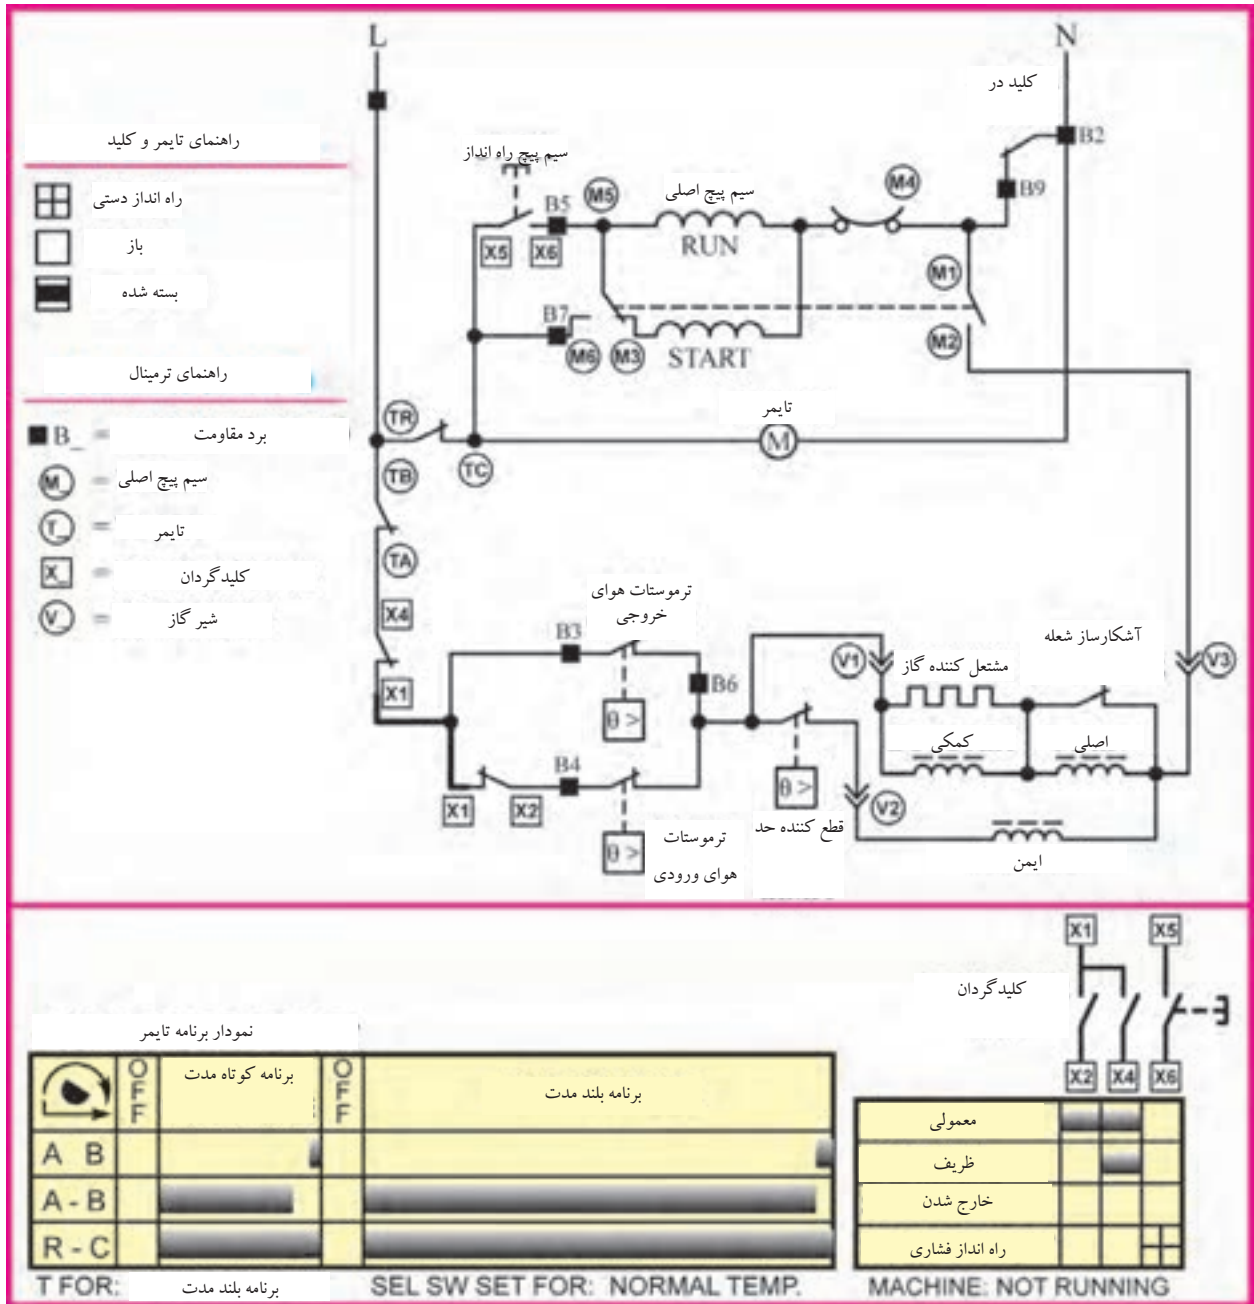 L
N
کلید در
B2
B9
راهنمای تایمر و کلید
راه انداز دستی
باز
بسته شده
راهنمای ترمینال
B_ = برد مقاومت
M_ = سیم پیچ اصلی
T_ = تایمر
X_ = کلیدگردان
V_ = شیر گاز
سیم پیچ راه انداز
B5
M5
سیم پیچ اصلی
M4
X5
X6
RUN
M1
B7
M6
M3
START
M2
تایمر
TR
M
TC
TB
TA
X4
X1
ترموستات هوای
خروجی
B3
B6
θ >
X1
X2
B4
θ >
ترموستات
هوای ورودی
θ >
قطع کننده حد
V1
مشتعل کننده گاز
آشکارساز شعله
V3
کمکی
اصلی
V2
ایمن
X1
X5
کلیدگردان
X2
X4
X6
نمودار برنامه تایمر
OFF
برنامه کوتاه مدت
OFF
برنامه بلند مدت
A B
A - B
R - C
معمولی
ظریف
خارج شدن
راه انداز فشاری
T FOR: برنامه بلند مدت
SEL SW SET FOR: NORMAL TEMP.
MACHINE: NOT RUNNING